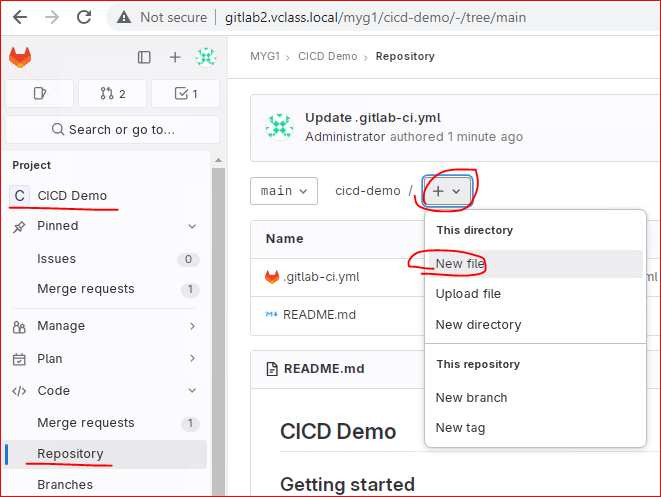 Not secure | gitlab2.vclass.local/myg1/cicd-demo/-/tree/main
2
1
Search or go to...
Project
C CICD Demo
Pinned
Issues 0
Merge requests 1
Manage
Plan
Code
Merge requests 1
Repository
Branches
MYG1 › CICD Demo › Repository
Update .gitlab-ci.yml
Administrator authored 1 minute ago
main cicd-demo / +
This directory
New file
Upload file
New directory
This repository
New branch
New tag
Name
.gitlab-ci.yml
README.md
README.md
CICD Demo
Getting started